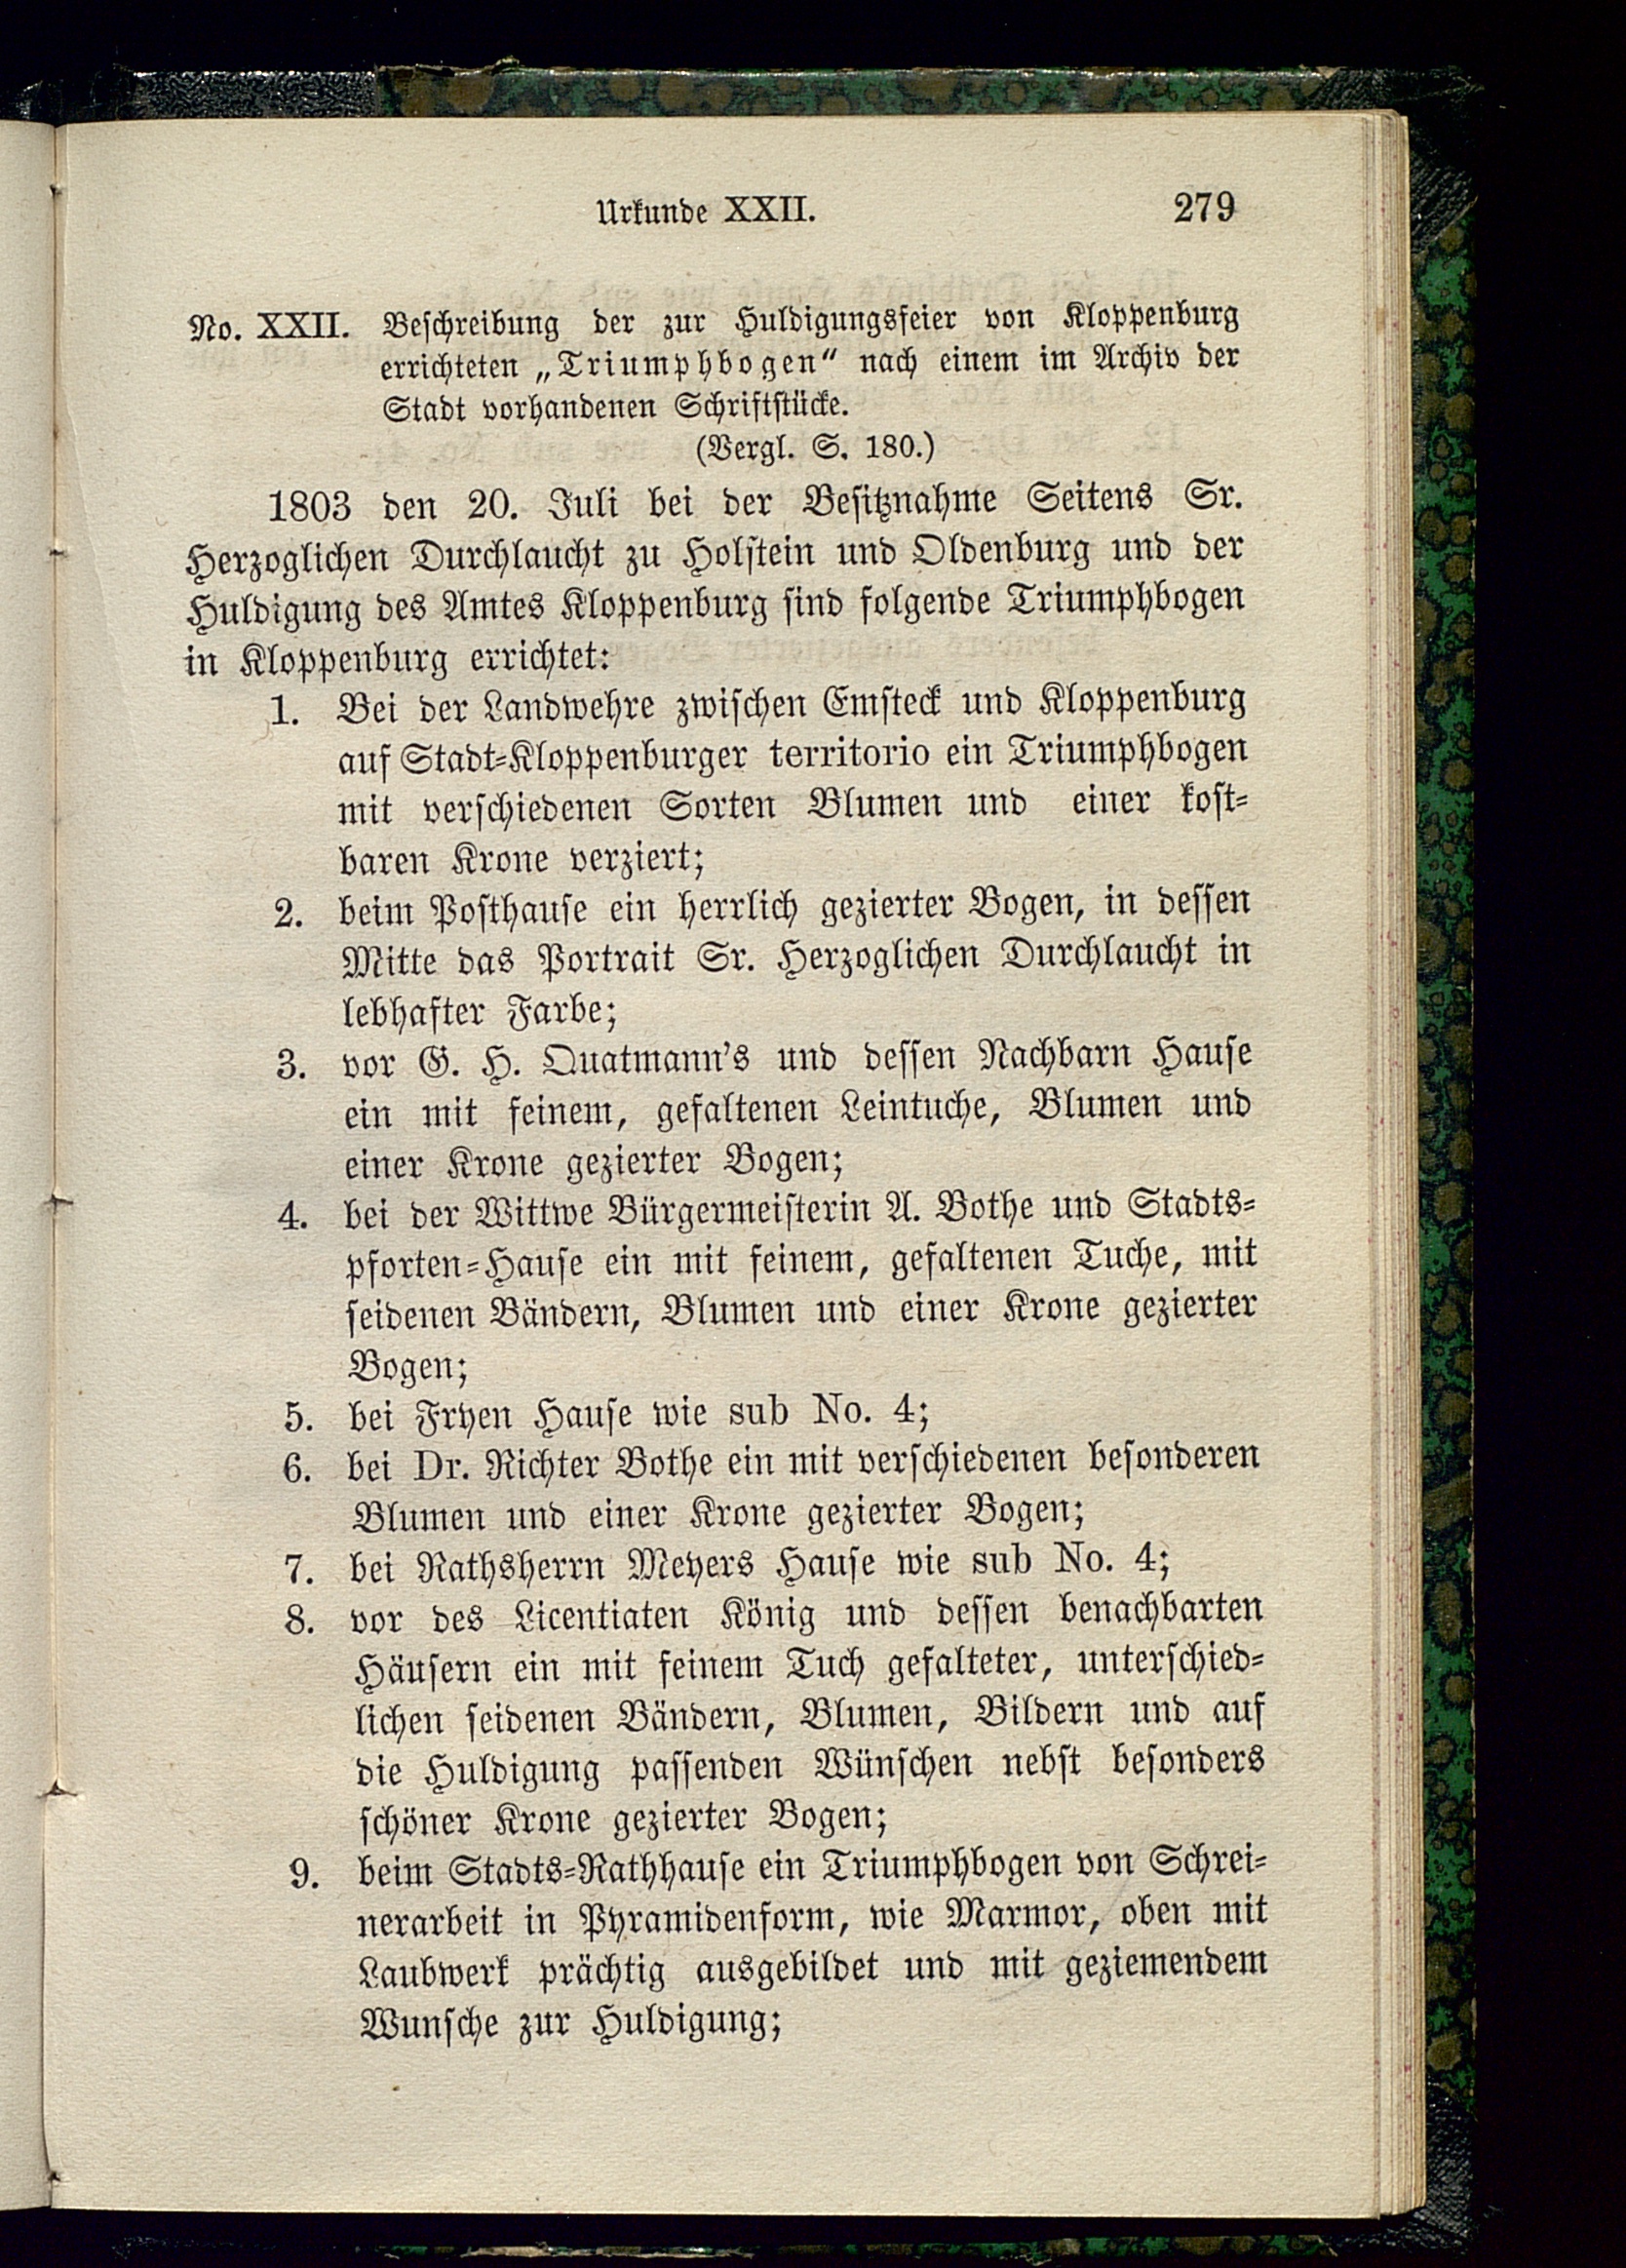 Urkunde XXII. 279
No. XXII. Beschreibung der zur Huldigungsfeier von Kloppenburg
errichteten „Triumphbogen“ nach einem im Archiv der
Stadt vorhandenen Schriftstücke.
(Vergl. S. 180.)
1803 den 20. Juli bei der Besitznahme Seitens Sr.
Herzoglichen Durchlaucht zu Holstein und Oldenburg und der
Huldigung des Amtes Kloppenburg sind folgende Triumphbogen
in Kloppenburg errichtet:
1. Bei der Landwehre zwischen Emsteck und Kloppenburg
auf Stadt-Kloppenburger territorio ein Triumphbogen
mit verschiedenen Sorten Blumen und einer kost-
baren Krone verziert;
2. beim Posthause ein herrlich gezierter Bogen, in dessen
Mitte das Portrait Sr. Herzoglichen Durchlaucht in
lebhafter Farbe;
3. vor G. H. Quatmann’s und dessen Nachbarn Hause
ein mit feinem, gefaltenen Leintuche, Blumen und
einer Krone gezierter Bogen;
4. bei der Wittwe Bürgermeisterin A. Bothe und Stadts-
pforten-Hause ein mit feinem, gefaltenen Tuche, mit
seidenen Bändern, Blumen und einer Krone gezierter
Bogen;
5. bei Fryen Hause wie sub No. 4;
6. bei Dr. Richter Bothe ein mit verschiedenen besonderen
Blumen und einer Krone gezierter Bogen;
7. bei Rathsherrn Meyers Hause wie sub No. 4;
8. vor des Licentiaten König und dessen benachbarten
Häusern ein mit feinem Tuch gefalteter, unterschied-
lichen seidenen Bändern, Blumen, Bildern und auf
die Huldigung passenden Wünschen nebst besonders
schöner Krone gezierter Bogen;
9. beim Stadts-Rathhause ein Triumphbogen von Schrei-
nerarbeit in Pyramidenform, wie Marmor, oben mit
Laubwerk prächtig ausgebildet und mit geziemendem
Wunsche zur Huldigung;